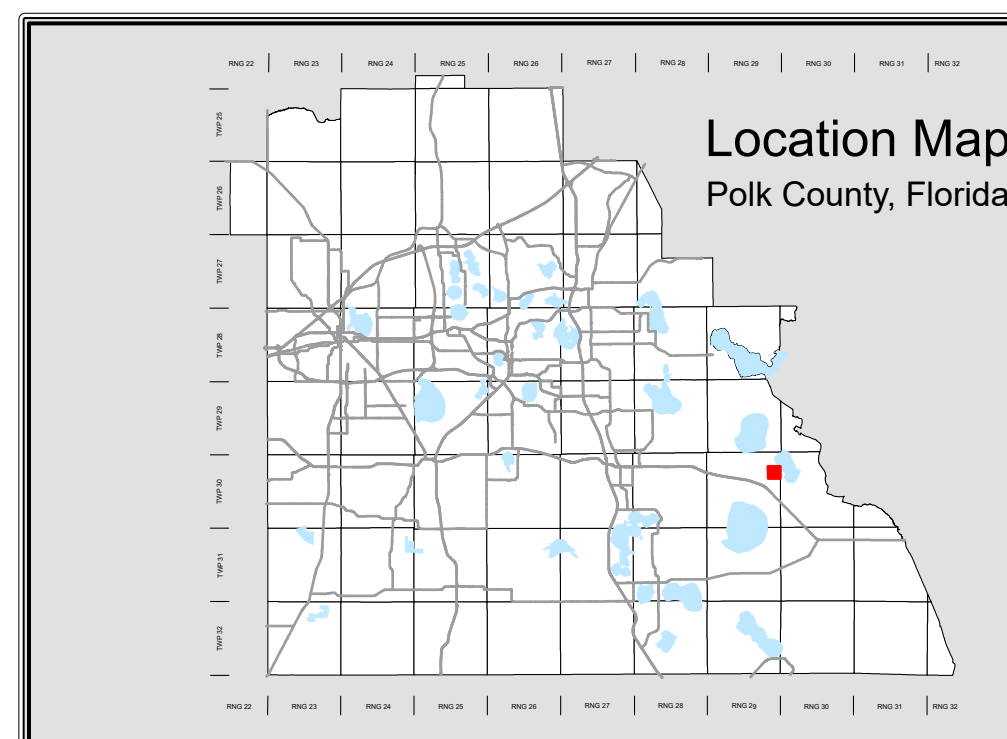 RNG 22 RNG 23 RNG 24 RNG 25 RNG 26 RNG 27 RNG 28 RNG 29 RNG 30 RNG 31 RNG 32
TWP 25
Location Map
Polk County, Florida
TWP 26
TWP 27
TWP 28
TWP 29
TWP 30
TWP 31
TWP 32
RNG 22 RNG 23 RNG 24 RNG 25 RNG 26 RNG 27 RNG 28 RNG 29 RNG 30 RNG 31 RNG 32